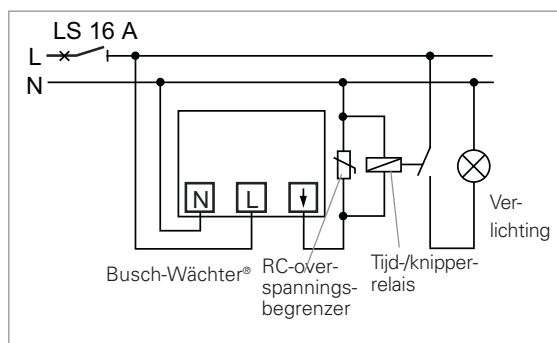 LS 16 A
L
N
N
L
Busch-Wächter®
RC-over-
spannings-
begrenzer
Tijd-/knipper-
relais
Ver-
lichting